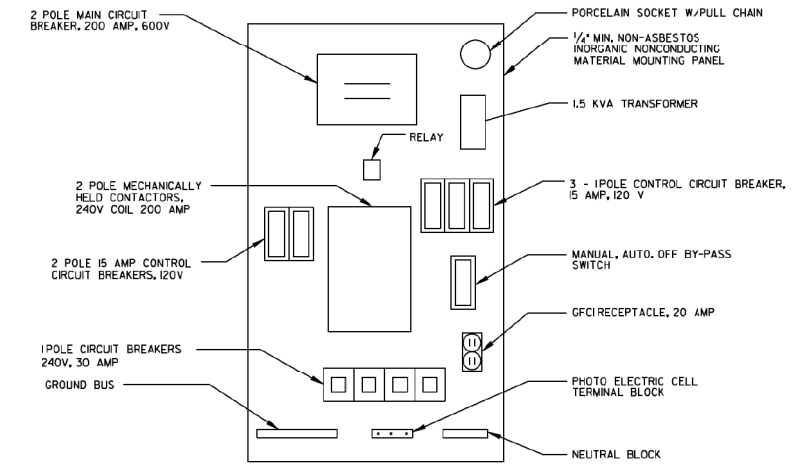 2 POLE MAIN CIRCUIT
BREAKER, 200 AMP, 600V
PORCELAIN SOCKET W/PULL CHAIN
1/4" MIN. NON-ASBESTOS
INORGANIC NONCONDUCTING
MATERIAL MOUNTING PANEL
1.5 KVA TRANSFORMER
RELAY
2 POLE MECHANICALLY
HELD CONTACTORS,
240V COIL 200 AMP
3 - 1POLE CONTROL CIRCUIT BREAKER,
15 AMP, 120 V
2 POLE 15 AMP CONTROL
CIRCUIT BREAKERS, 120V
MANUAL, AUTO. OFF BY-PASS
SWITCH
GFCI RECEPTACLE, 20 AMP
1POLE CIRCUIT BREAKERS
240V, 30 AMP
GROUND BUS
PHOTO ELECTRIC CELL
TERMINAL BLOCK
NEUTRAL BLOCK